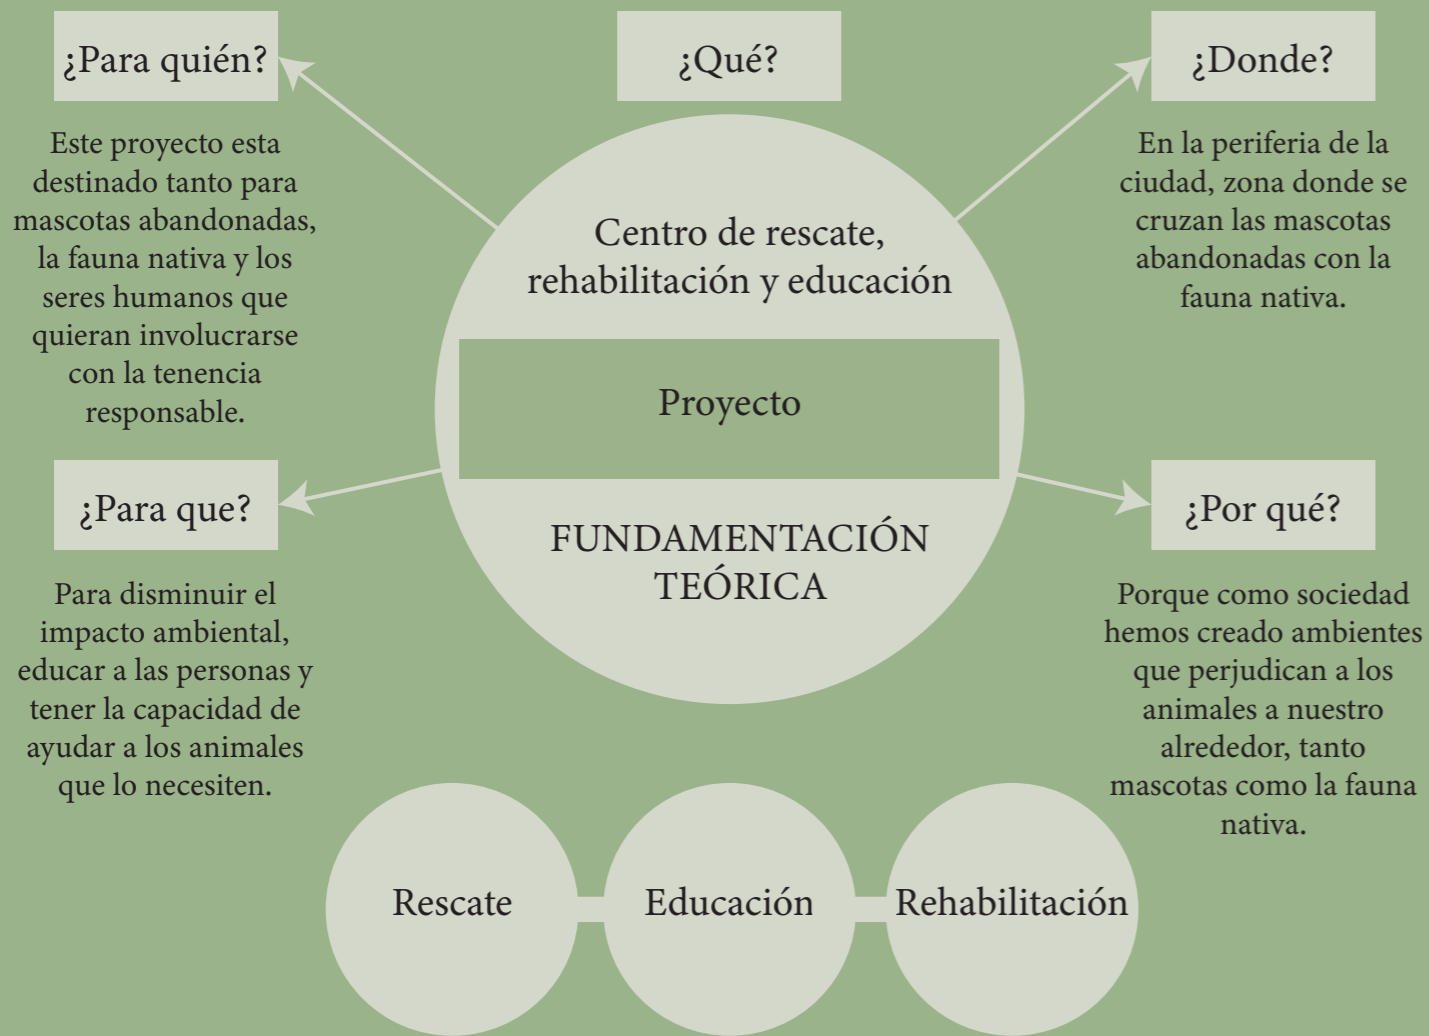 ¿Para quién?
Este proyecto esta
destinado tanto para
mascotas abandonadas,
la fauna nativa y los
seres humanos que
quieran involucrarse
con la tenencia
responsable.
¿Qué?
Centro de rescate,
rehabilitación y educación
Proyecto
FUNDAMENTACIÓN
TEÓRICA
¿Donde?
En la periferia de la
ciudad, zona donde se
cruzan las mascotas
abandonadas con la
fauna nativa.
¿Para que?
Para disminuir el
impacto ambiental,
educar a las personas y
tener la capacidad de
ayudar a los animales
que lo necesiten.
¿Por qué?
Porque como sociedad
hemos creado ambientes
que perjudican a los
animales a nuestro
alrededor, tanto
mascotas como la fauna
nativa.
Rescate
Educación
Rehabilitación